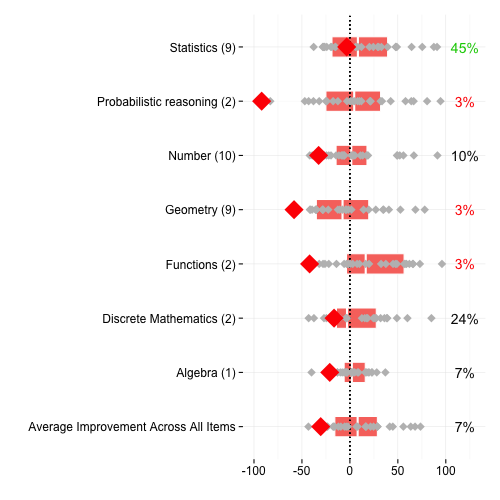 Statistics (9) 45%
Probabilistic reasoning (2) 3%
Number (10) 10%
Geometry (9) 3%
Functions (2) 3%
Discrete Mathematics (2) 24%
Algebra (1) 7%
Average Improvement Across All Items 7%
-100 -50 0 50 100